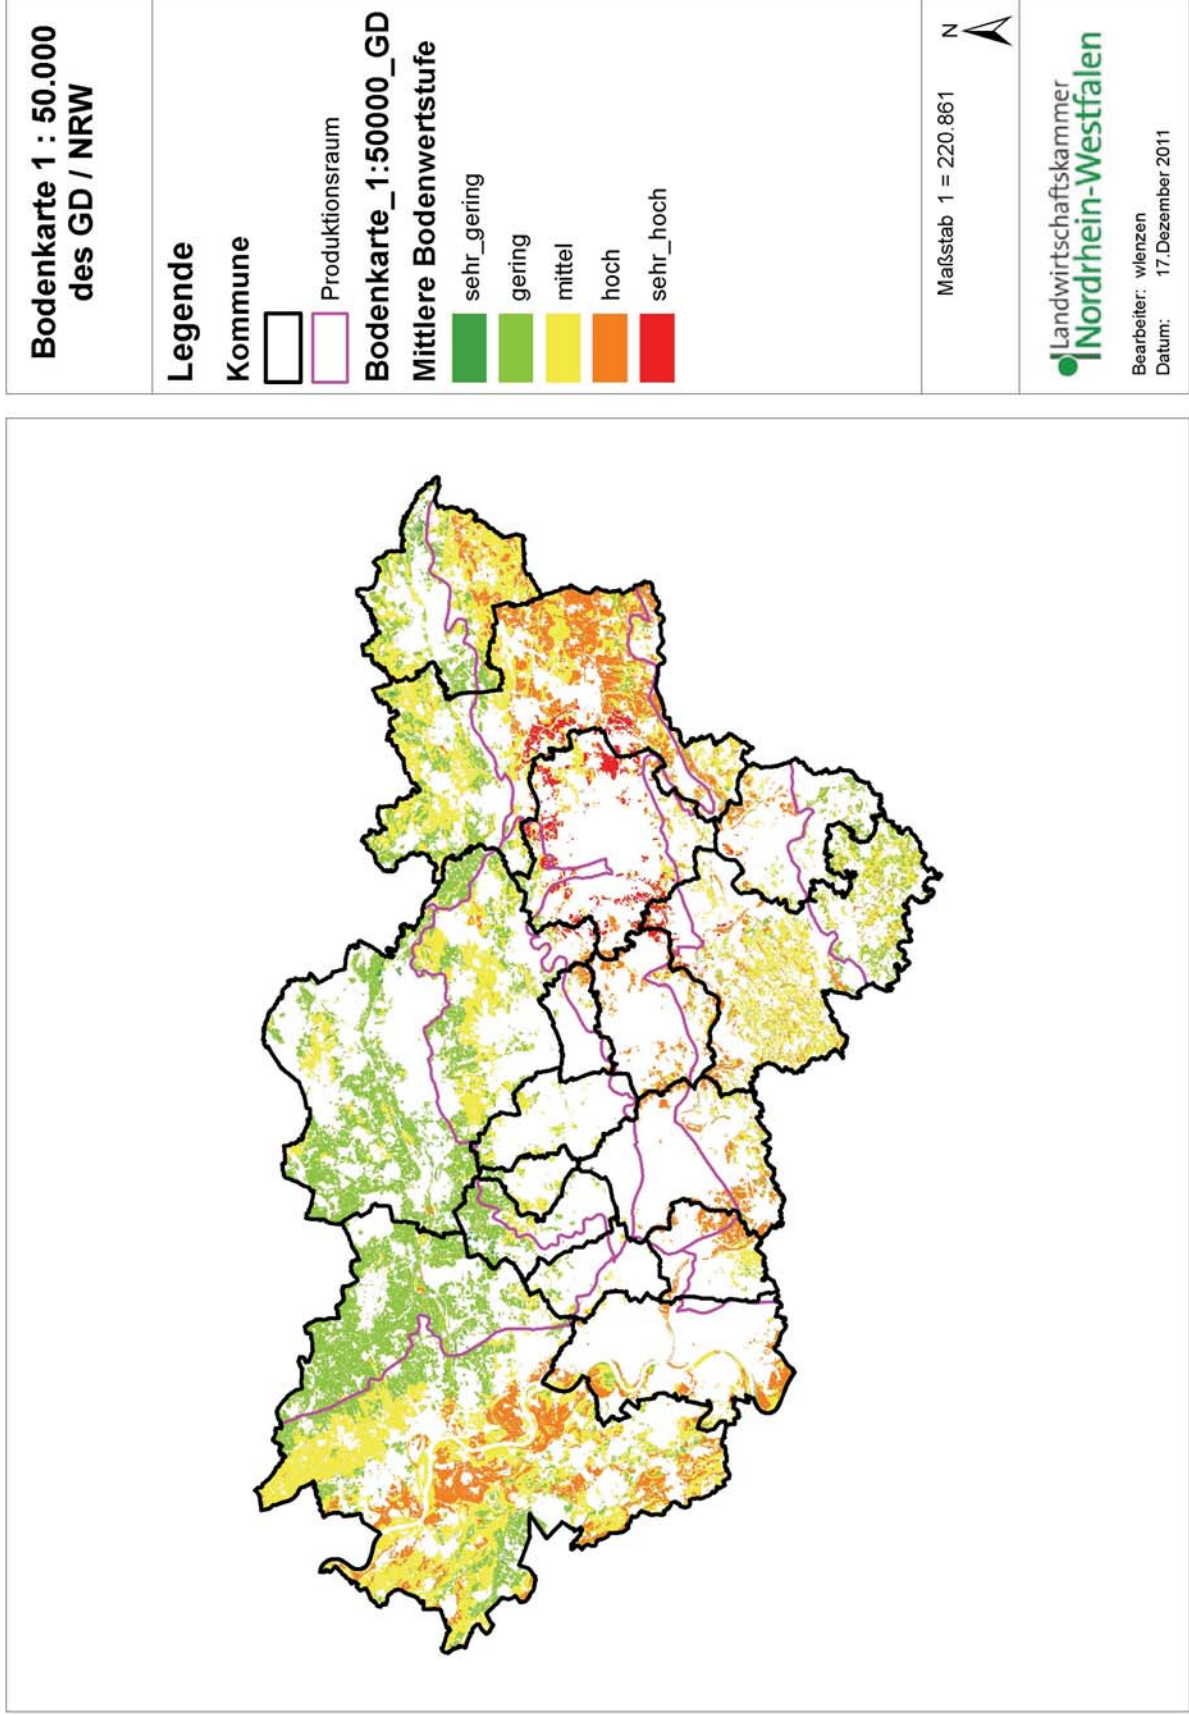 Bodenkarte 1 : 50.000
des GD / NRW
Legende
Kommune
Produktionsraum
Bodenkarte_1:50000_GD
Mittlere Bodenwertstufe
sehr_gering
gering
mittel
hoch
sehr_hoch
Maßstab 1 = 220.861
N
Landwirtschaftskammer
Nordrhein-Westfalen
Bearbeiter: wlenzen
Datum: 17.Dezember 2011